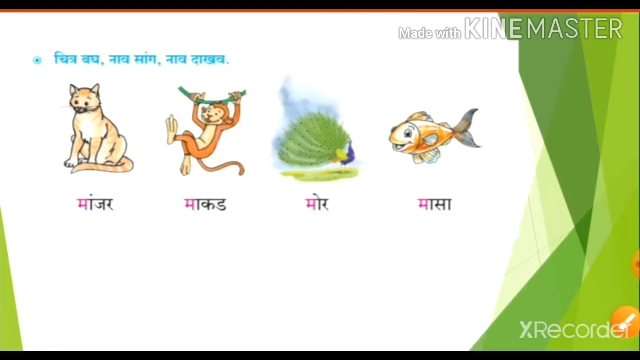 Made with KINEMASTER
चित्र बघ, नाव सांग, नाव दाखव.
मांजर माकड मोर मासा
XRecorder